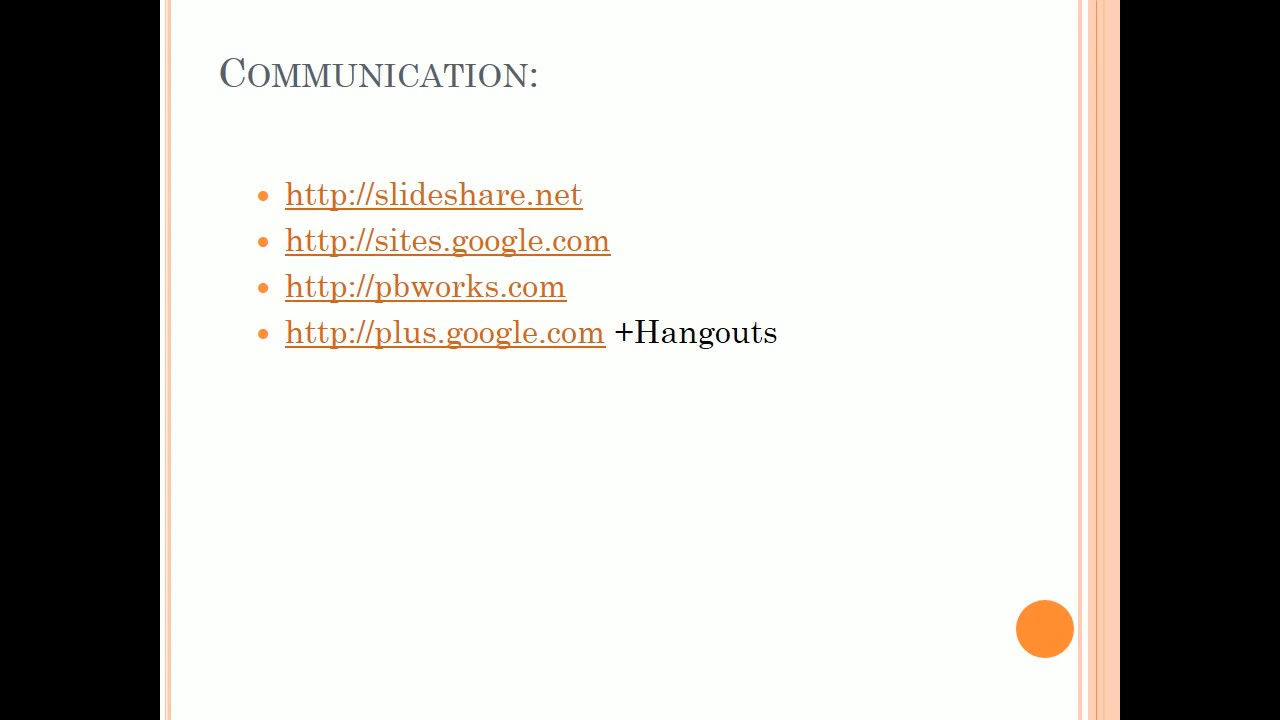 COMMUNICATION:
http://slideshare.net
http://sites.google.com
http://pbworks.com
http://plus.google.com +Hangouts